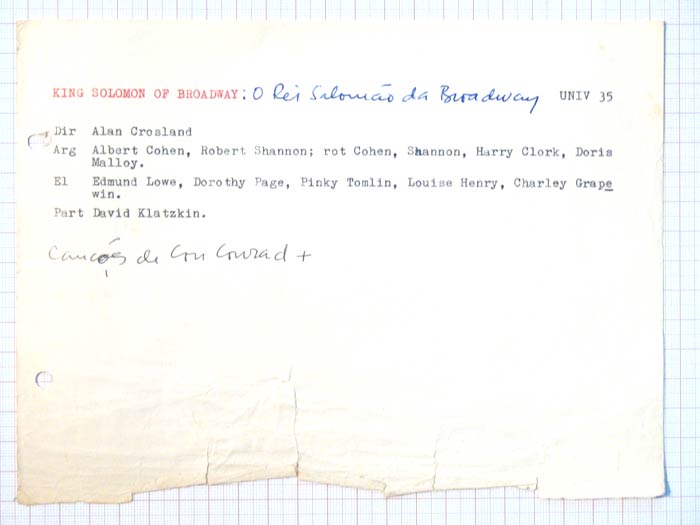 KING SOLOMON OF BROADWAY: O Rei Salomão da Broadway UNIV 35
Dir Alan Crosland
Arg Albert Cohen, Robert Shannon; rot Cohen, Shannon, Harry Clork, Doris
Malloy.
El Edmund Lowe, Dorothy Page, Pinky Tomlin, Louise Henry, Charley Grape
win.
Part David Klatzkin.
Canções de Con Conrad +